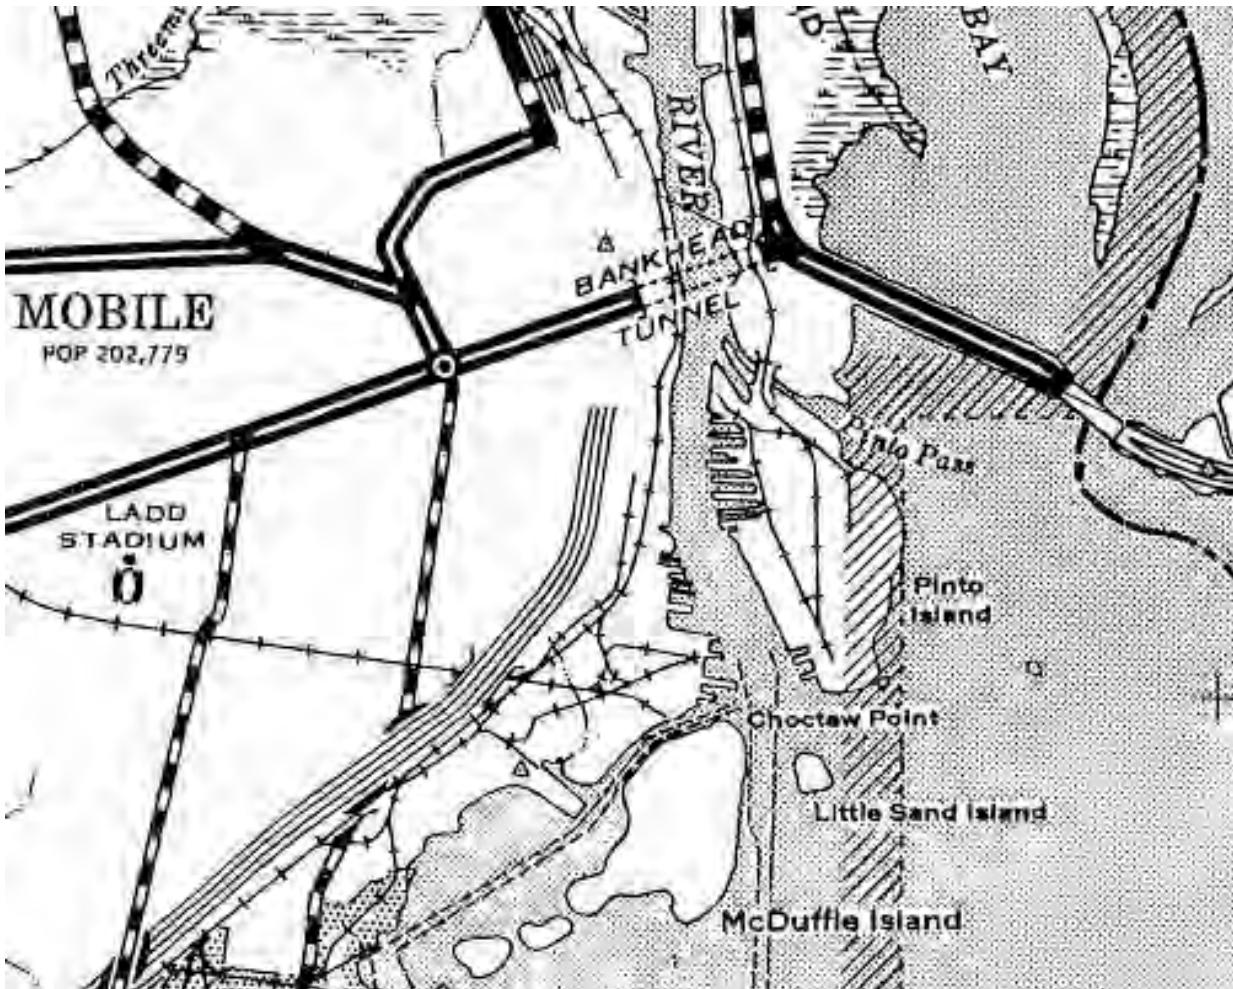 BAY
RIVER
BANKHEAD
TUNNEL
MOBILE
POP 202,779
Pinto Pass
LADD
STADIUM
Pinto
Island
Choctaw Point
Little Sand Island
McDuffie Island